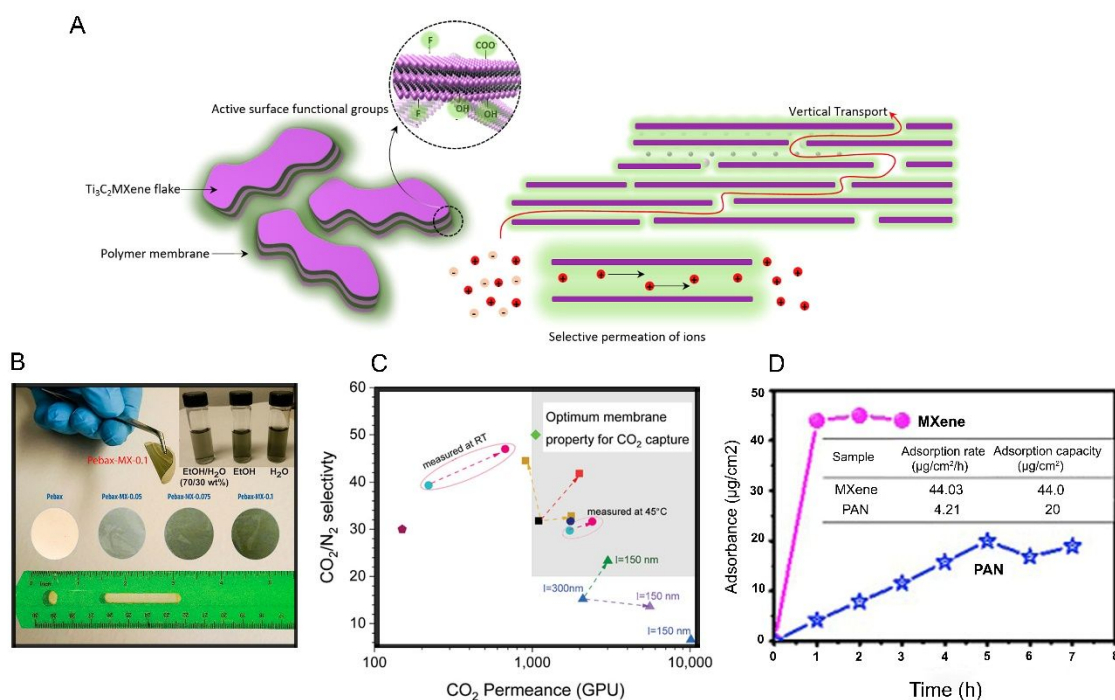 A
F
COO
Active surface functional groups
F
OH
OH
Ti₃C₂MXene flake
Polymer membrane
Vertical Transport
Selective permeation of ions
B
Pebax-MX-0.1
EtOH/H₂O
(70/30 wt%)
EtOH
H₂O
Pebax
Pebax-MX-0.05
Pebax-MX-0.075
Pebax-MX-0.1
C
CO₂/N₂ selectivty
60
50
40
30
20
10
0
100
1,000
10,000
CO₂ Permeance (GPU)
Optimum membrane
property for CO₂ capture
measured at RT
measured at 45°C
l=150 nm
l=300nm
l=150 nm
l=150 nm
D
Adsorbance (µg/cm2)
50
40
30
20
10
0
MXene
Sample Adsorption rate (µg/cm²/h) Adsorption capacity (µg/cm²)
MXene 44.03 44.0
PAN 4.21 20
PAN
0 1 2 3 4 5 6 7 8
Time (h)